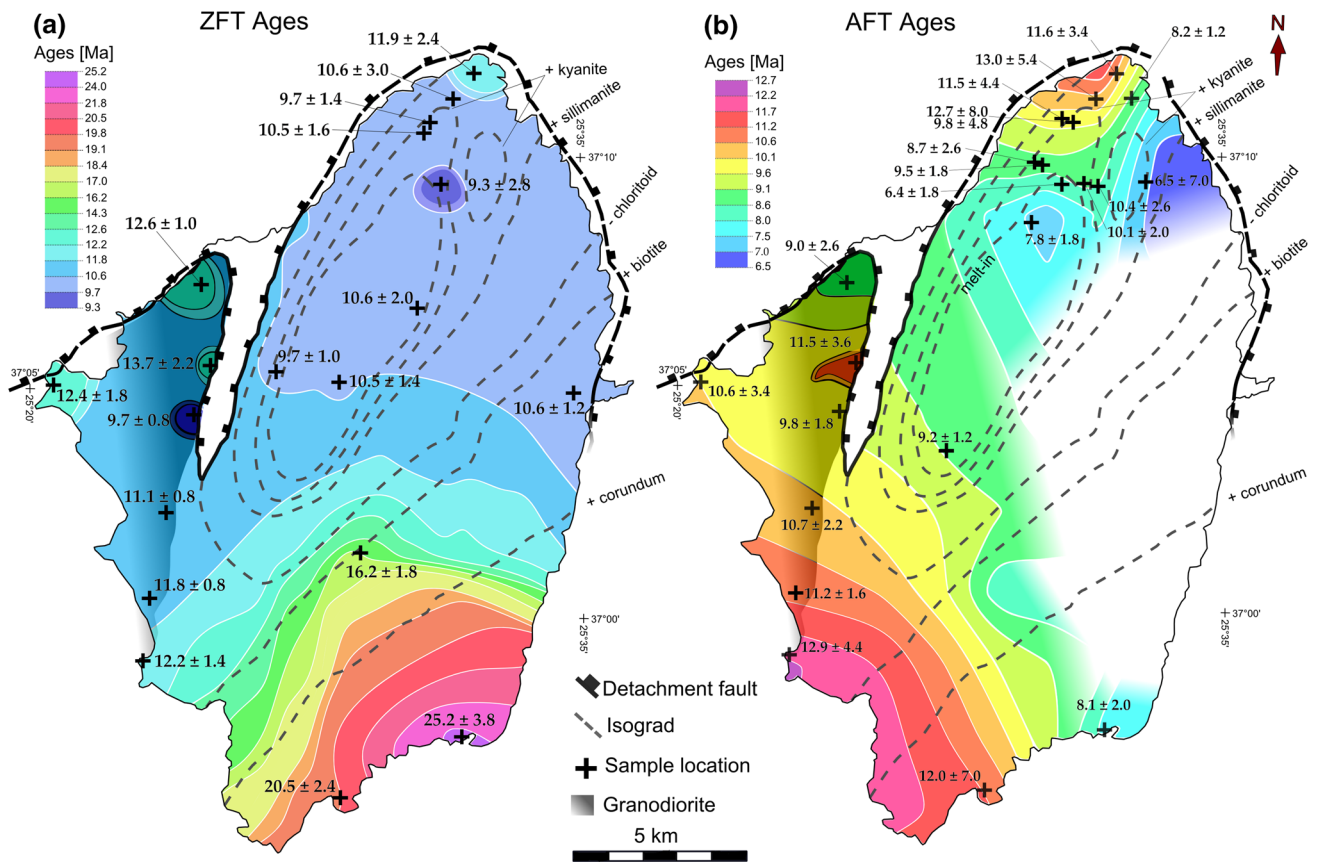 (a)
ZFT Ages
Ages [Ma]
25.2
24.0
21.8
20.5
19.8
19.1
18.4
17.0
16.2
14.3
12.6
12.2
11.8
10.6
9.7
9.3
11.9 ± 2.4
10.6 ± 3.0
9.7 ± 1.4
10.5 ± 1.6
+ kyanite
+ sillimanite
25°35'
37°10'
9.3 ± 2.8
- chloritoid
12.6 ± 1.0
+ biotite
10.6 ± 2.0
13.7 ± 2.2
9.7 ± 1.0
10.5 ± 1.4
37°05'
25°20'
12.4 ± 1.8
9.7 ± 0.8
10.6 ± 1.2
11.1 ± 0.8
+ corundum
16.2 ± 1.8
11.8 ± 0.8
37°00'
25°35'
12.2 ± 1.4
25.2 ± 3.8
20.5 ± 2.4
Detachment fault
Isograd
Sample location
Granodiorite
5 km
(b)
AFT Ages
N
Ages [Ma]
12.7
12.2
11.7
11.2
10.6
10.1
9.6
9.1
8.6
8.0
7.5
7.0
6.5
11.6 ± 3.4
8.2 ± 1.2
13.0 ± 5.4
11.5 ± 4.4
+ kyanite
+ sillimanite
12.7 ± 8.0
9.8 ± 4.8
25°35'
37°10'
8.7 ± 2.6
9.5 ± 1.8
6.4 ± 1.8
6.5 ± 7.0
10.4 ± 2.6
10.1 ± 2.0
- chloritoid
7.8 ± 1.8
9.0 ± 2.6
melt-in
+ biotite
11.5 ± 3.6
37°05'
25°20'
10.6 ± 3.4
9.8 ± 1.8
9.2 ± 1.2
+ corundum
10.7 ± 2.2
11.2 ± 1.6
37°00'
25°35'
12.9 ± 4.4
8.1 ± 2.0
12.0 ± 7.0